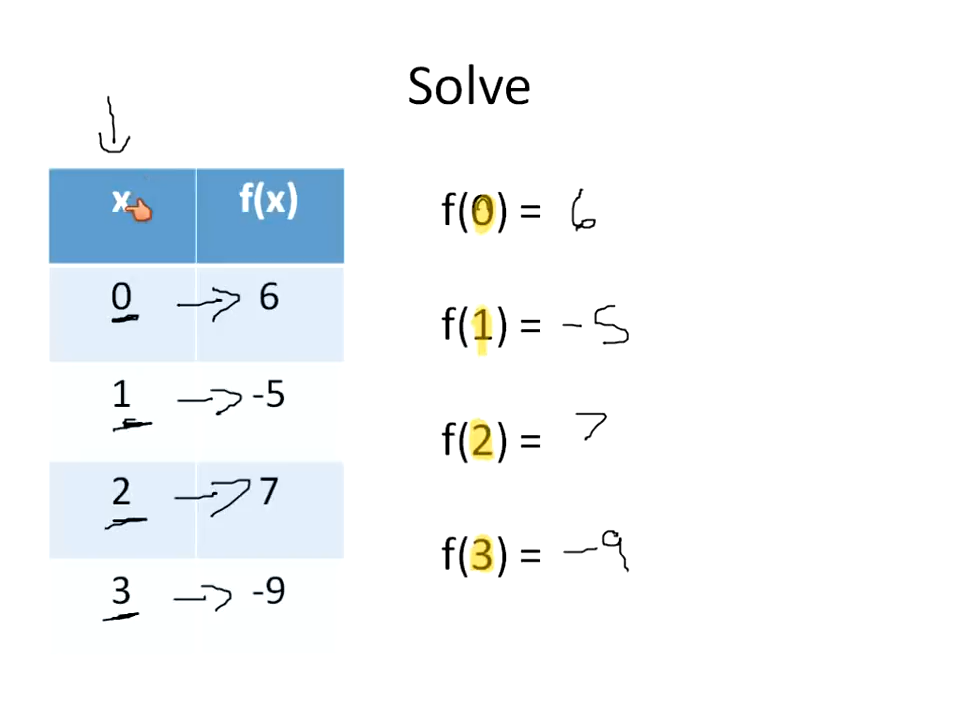 Solve
x f(x)
0 → 6
1 → -5
2 → 7
3 → -9
f(0) = 6
f(1) = -5
f(2) = 7
f(3) = -9